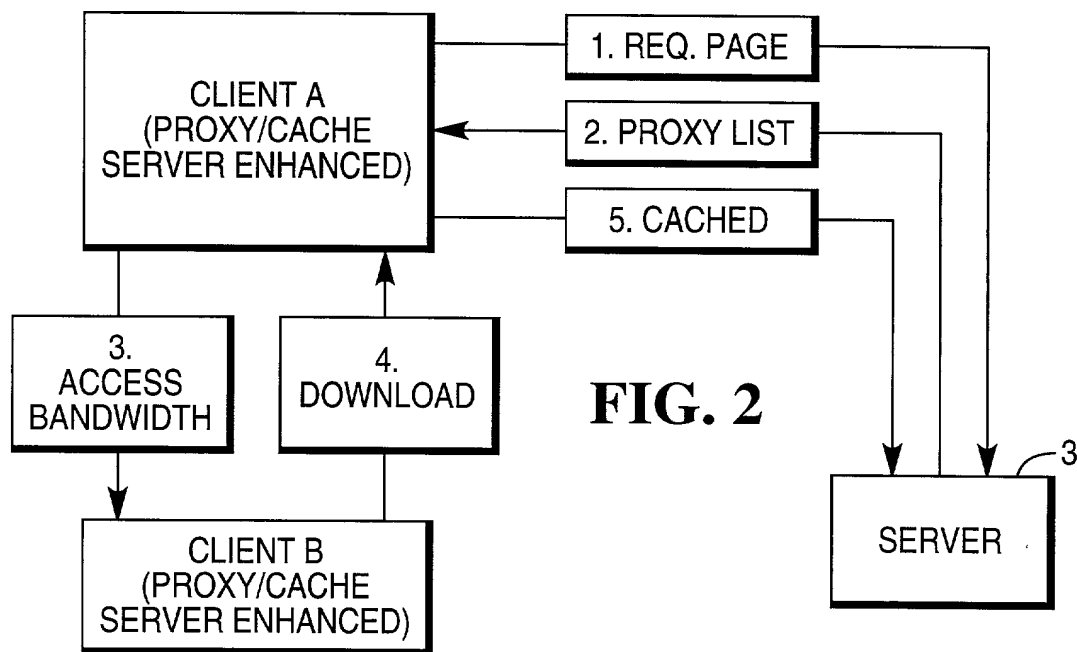 CLIENT A
(PROXY/CACHE
SERVER ENHANCED)
1. REQ. PAGE
2. PROXY LIST
5. CACHED
3.
ACCESS
BANDWIDTH
4.
DOWNLOAD
FIG. 2
3
SERVER
CLIENT B
(PROXY/CACHE
SERVER ENHANCED)